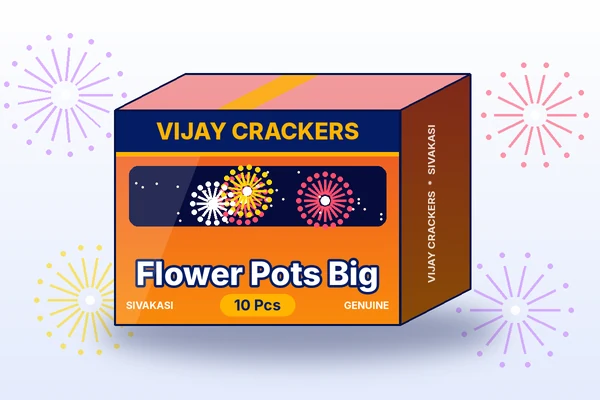 VIJAY CRACKERS
Flower Pots Big
SIVAKASI
10 Pcs
GENUINE
VIJAY CRACKERS * SIVAKASI